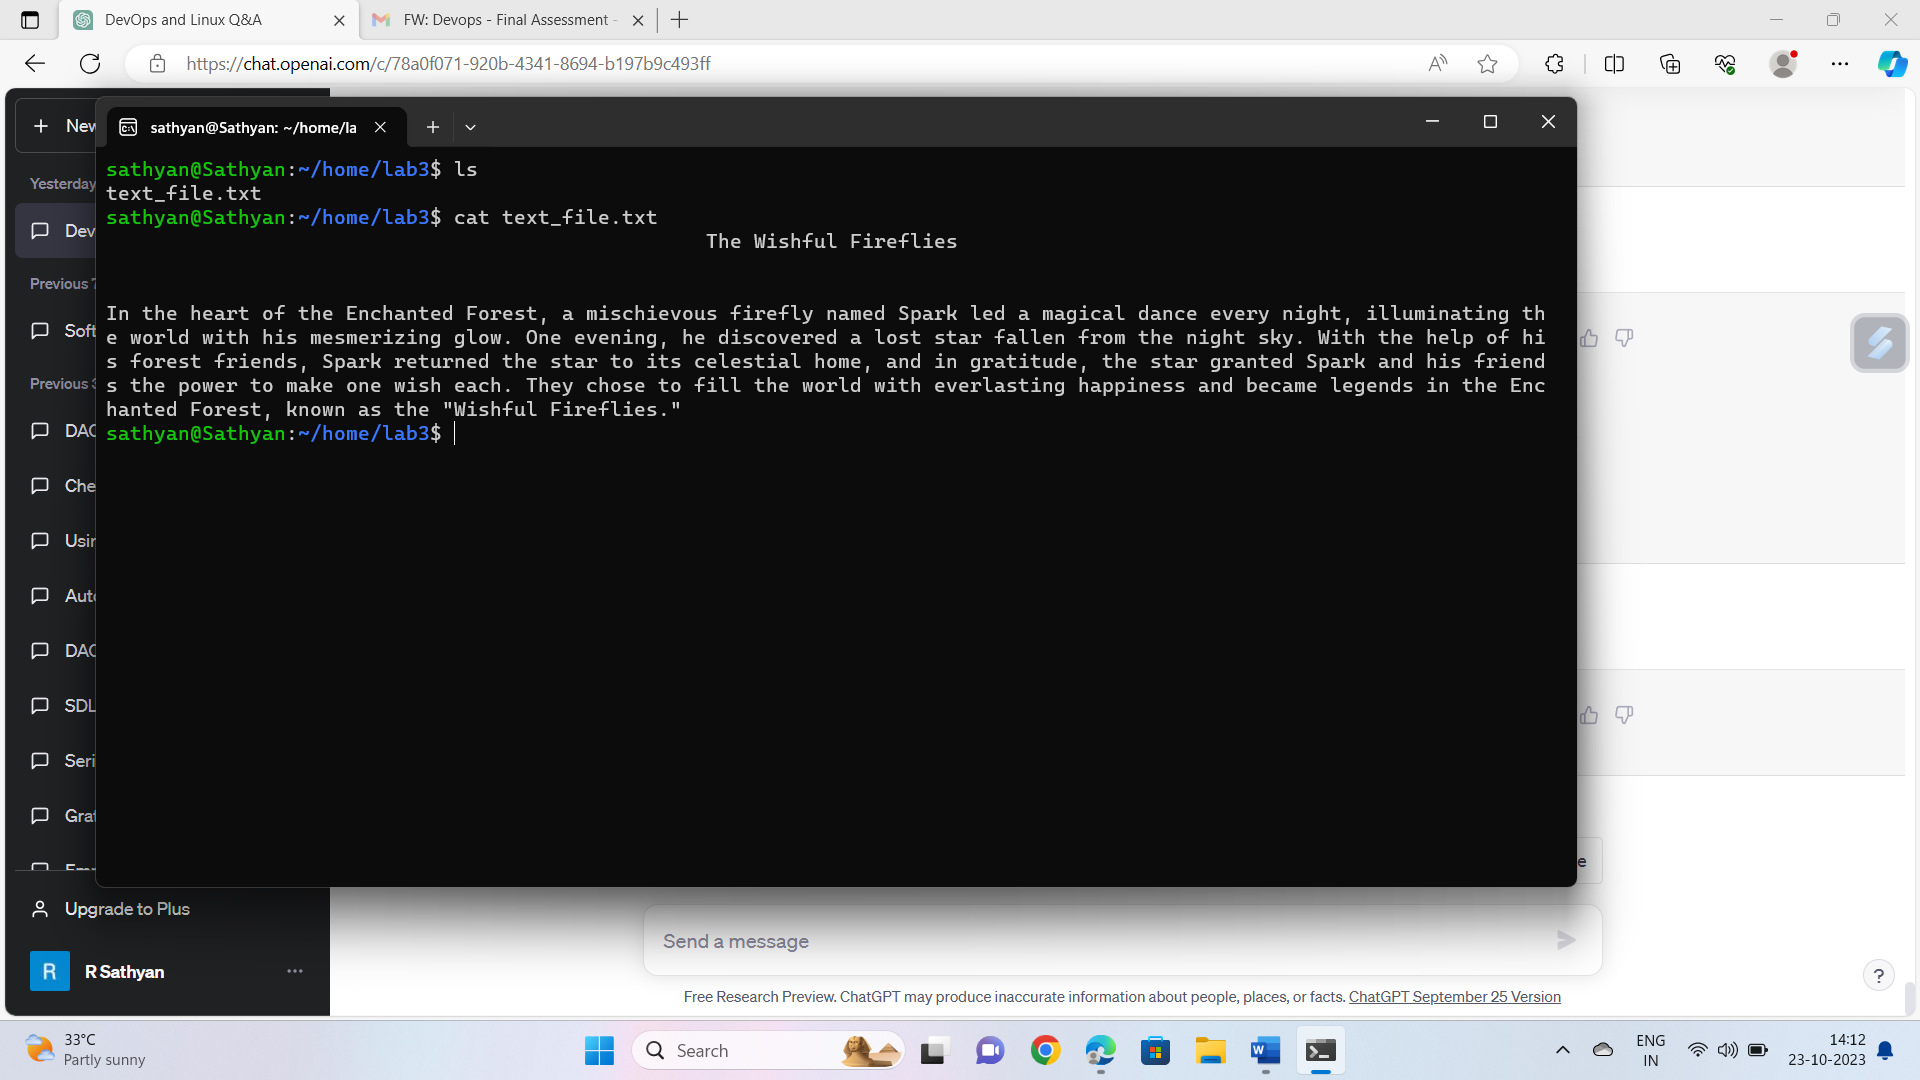 DevOps and Linux Q&A
FW: Devops - Final Assessment -
https://chat.openai.com/c/78a0f071-920b-4341-8694-b197b9c493ff
New
Yesterday
Dev
Previous 7
Soft
Previous 3
DAC
Che
Usin
Auto
DAC
SDL
Seri
Grat
Upgrade to Plus
R
R Sathyan
sathyan@Sathyan: ~/home/la
sathyan@Sathyan:~/home/lab3$ ls
text_file.txt
sathyan@Sathyan:~/home/lab3$ cat text_file.txt
The Wishful Fireflies
In the heart of the Enchanted Forest, a mischievous firefly named Spark led a magical dance every night, illuminating th
e world with his mesmerizing glow. One evening, he discovered a lost star fallen from the night sky. With the help of hi
s forest friends, Spark returned the star to its celestial home, and in gratitude, the star granted Spark and his friend
s the power to make one wish each. They chose to fill the world with everlasting happiness and became legends in the Enc
hanted Forest, known as the "Wishful Fireflies."
sathyan@Sathyan:~/home/lab3$
e
Send a message
?
Free Research Preview. ChatGPT may produce inaccurate information about people, places, or facts. ChatGPT September 25 Version
33°C
Partly sunny
Search
ENG
IN
14:12
23-10-2023